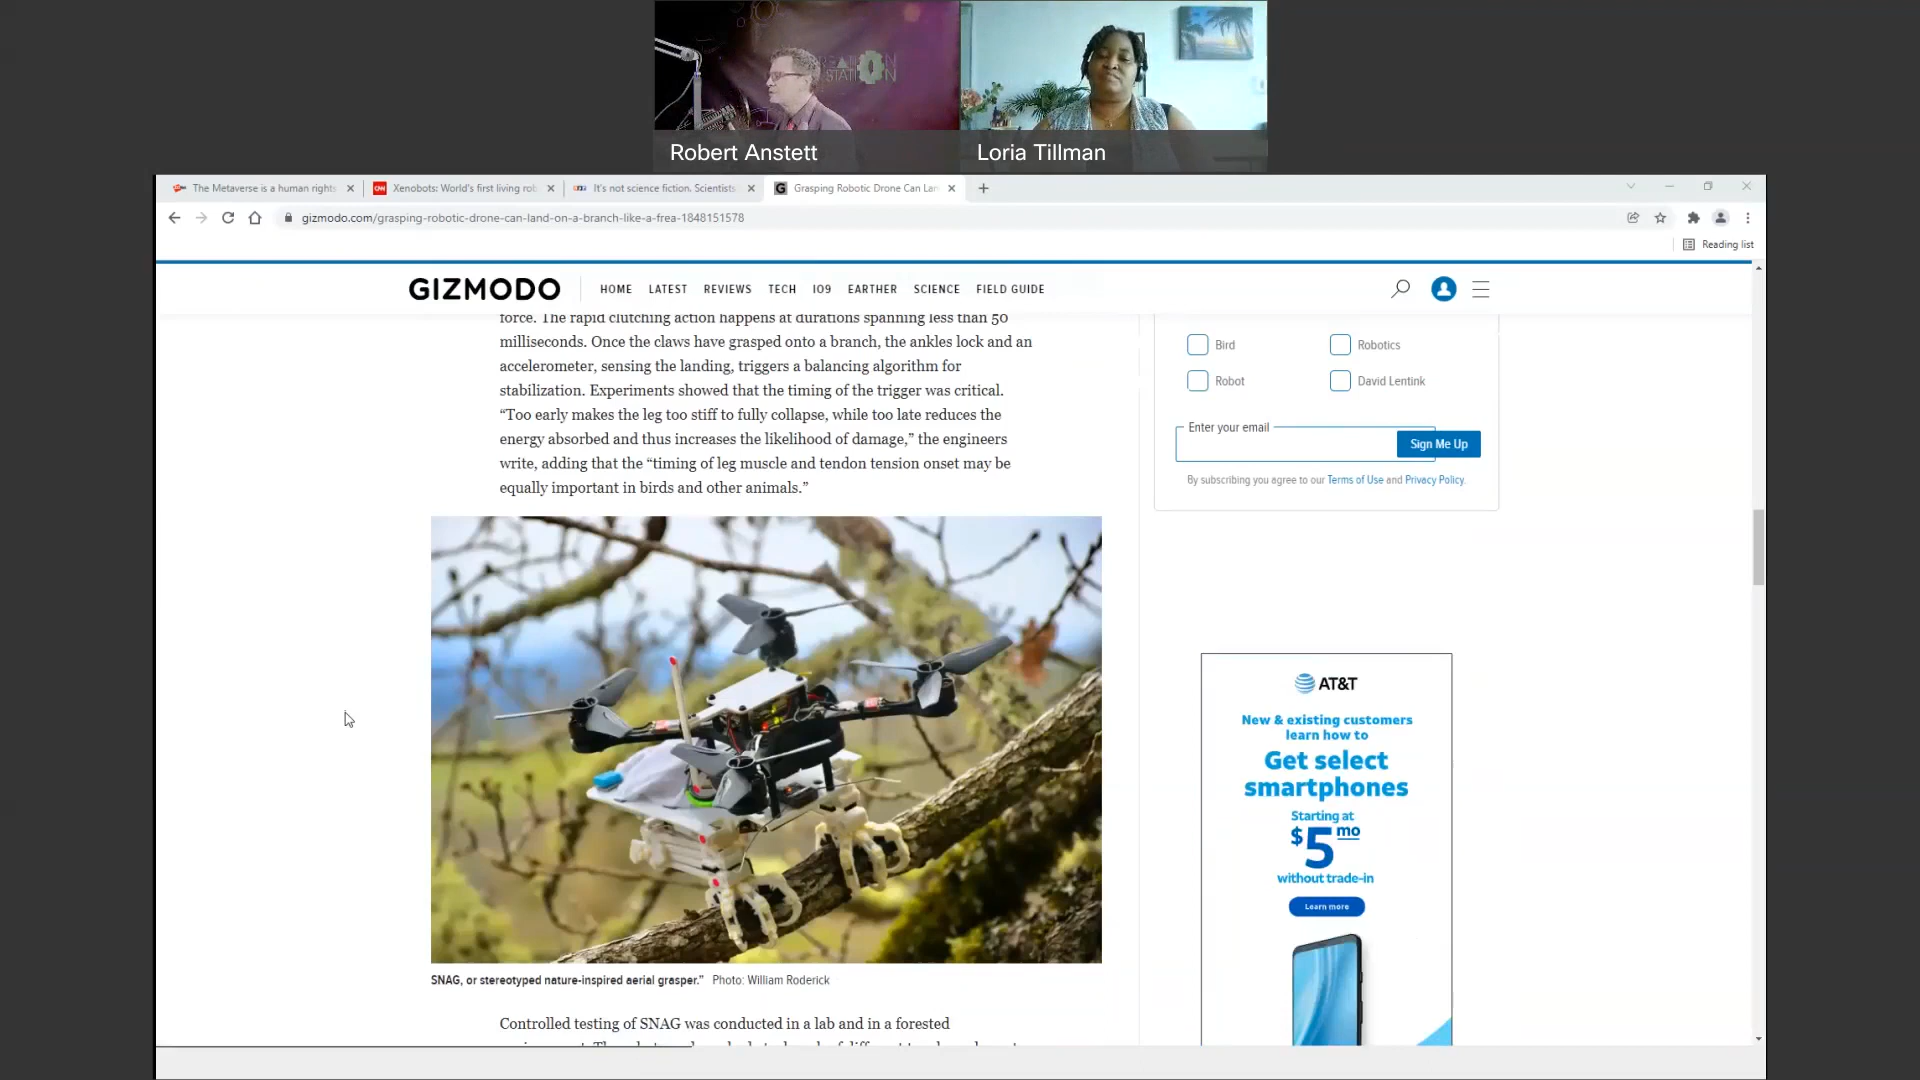 CREATION
STATION
Robert Anstett
Loria Tillman
The Metaverse is a human rights
Xenobots: World's first living rob
It's not science fiction. Scientists
Grasping Robotic Drone Can Lan
gizmodo.com/grasping-robotic-drone-can-land-on-a-branch-like-a-frea-1848151578
Reading list
GIZMODO
HOME LATEST REVIEWS TECH IO9 EARTHER SCIENCE FIELD GUIDE
force. The rapid clutching action happens at durations spanning less than 50
milliseconds. Once the claws have grasped onto a branch, the ankles lock and an
accelerometer, sensing the landing, triggers a balancing algorithm for
stabilization. Experiments showed that the timing of the trigger was critical.
“Too early makes the leg too stiff to fully collapse, while too late reduces the
energy absorbed and thus increases the likelihood of damage,” the engineers
write, adding that the “timing of leg muscle and tendon tension onset may be
equally important in birds and other animals.”
SNAG, or stereotyped nature-inspired aerial grasper.” Photo: William Roderick
Controlled testing of SNAG was conducted in a lab and in a forested
Bird
Robotics
Robot
David Lentink
Enter your email
Sign Me Up
By subscribing you agree to our Terms of Use and Privacy Policy.
AT&T
New & existing customers
learn how to
Get select
smartphones
Starting at
$5 mo
without trade-in
Learn more